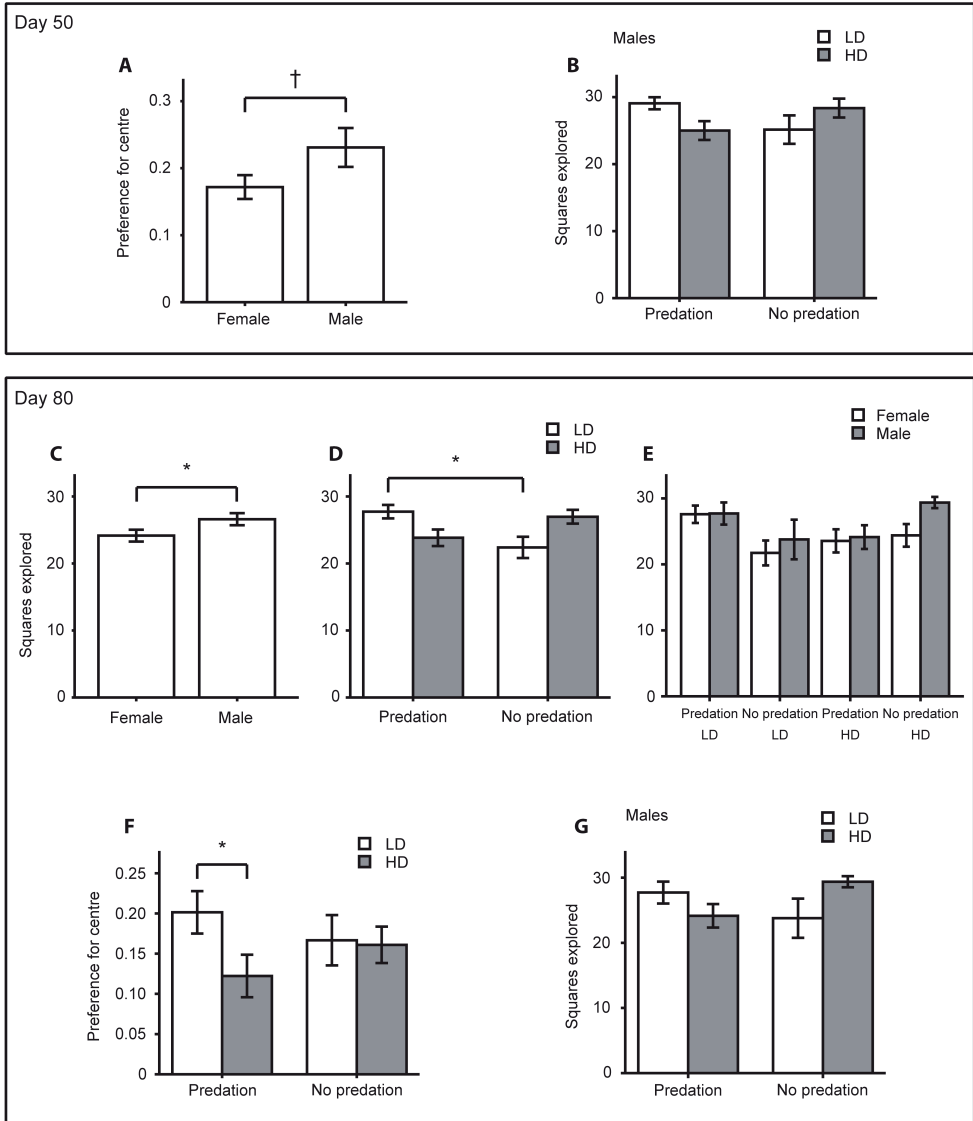 Day 50
A
†
Preference for centre
0.3
0.2
0.1
0
Female Male
B
Males
LD
HD
Squares explored
30
20
10
0
Predation No predation
Day 80
C
*
Squares explored
30
20
10
0
Female Male
D
LD
HD
*
30
20
10
0
Predation No predation
E
Female
Male
30
20
10
0
Predation No predation Predation No predation
LD LD HD HD
F
LD
HD
*
Preference for centre
0.25
0.20
0.15
0.10
0.05
0
Predation No predation
G
Males
LD
HD
Squares explored
30
20
10
0
Predation No predation